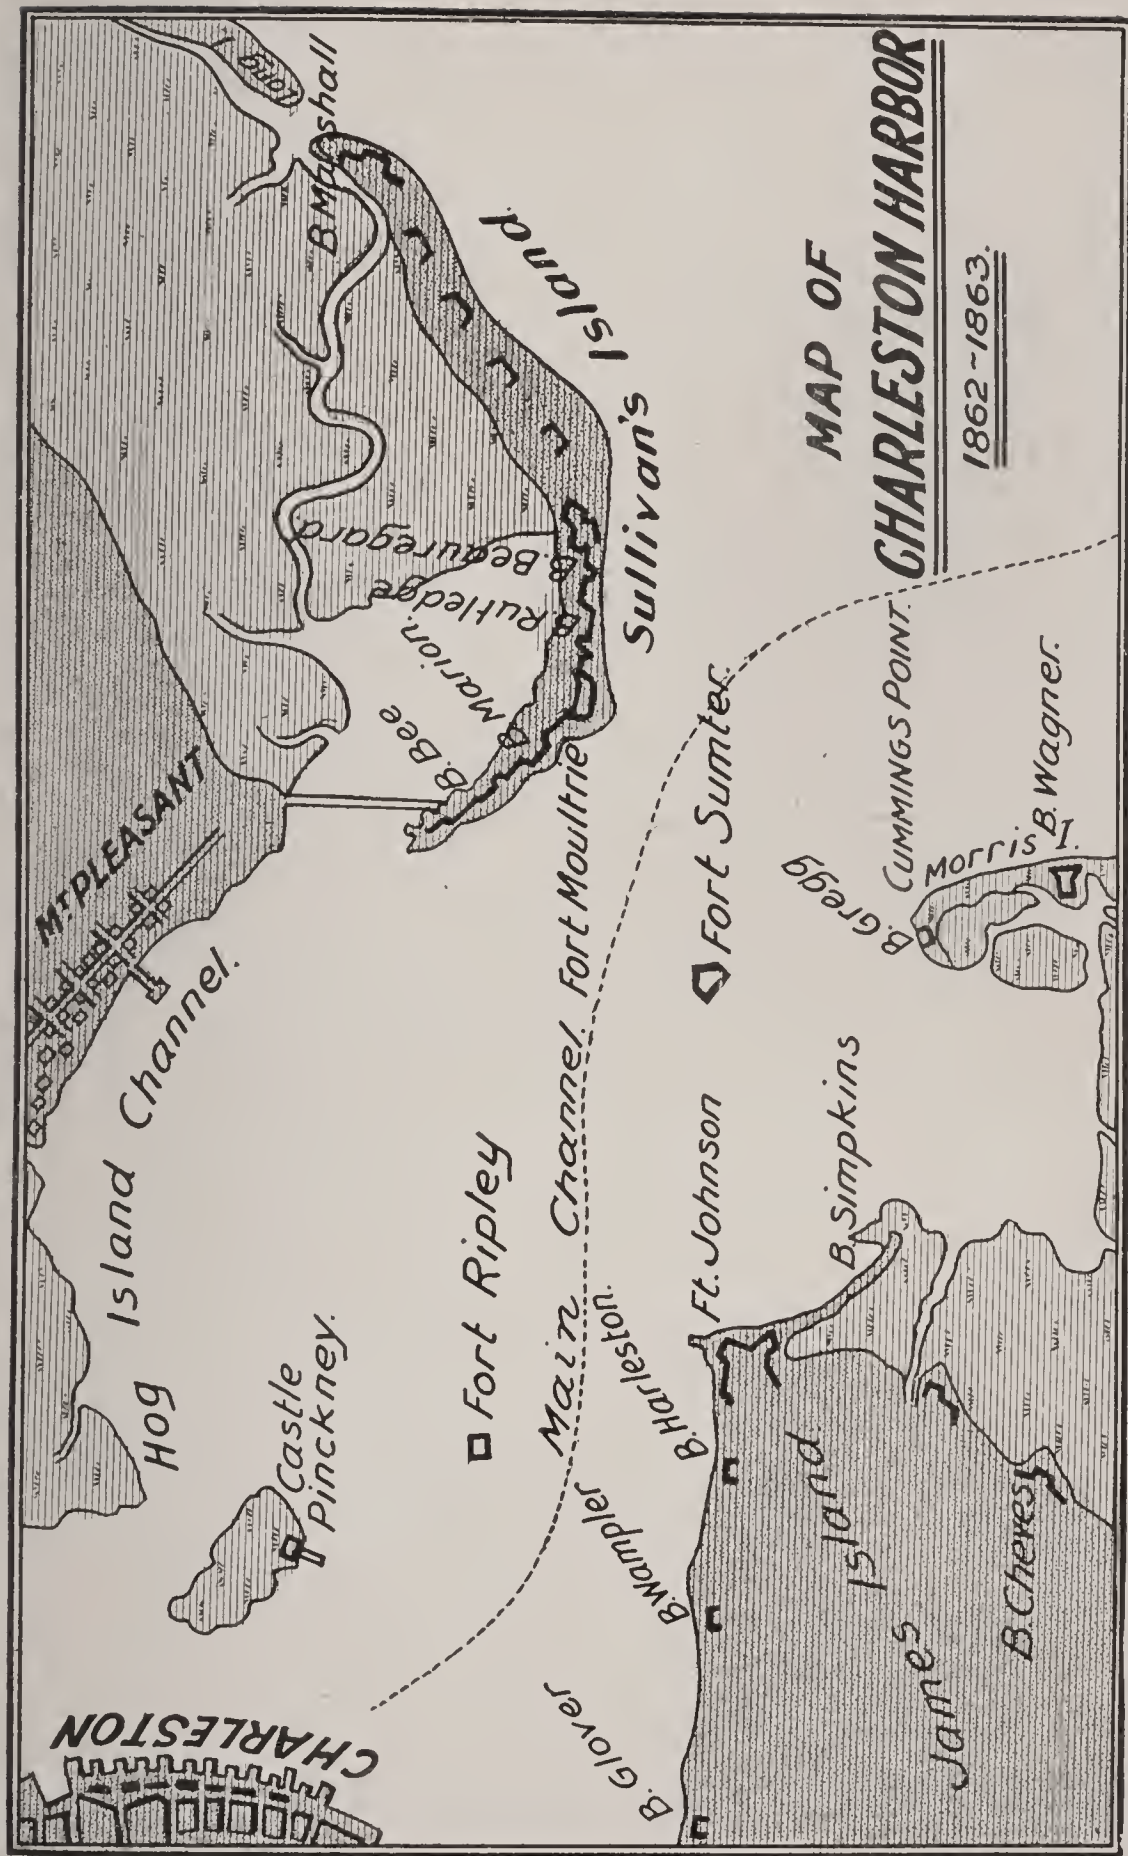 MAP OF
CHARLESTON HARBOR
1862~1863.
CHARLESTON
Castle
Pinckney.
Hog Island Channel.
MT PLEASANT
Fort Ripley
Main Channel.
B. Glover
B. Wampler
B. Harleston.
Ft. Johnson
B. Simpkins
James Island
B. Cheves
Fort Sumter.
Fort Moultrie
B. Bee
Marion.
B. Rutledge
B. Beauregard
Sullivan's Island.
B. Marshall
Long
B. Gregg
CUMMINGS POINT.
Morris I.
B. Wagner.